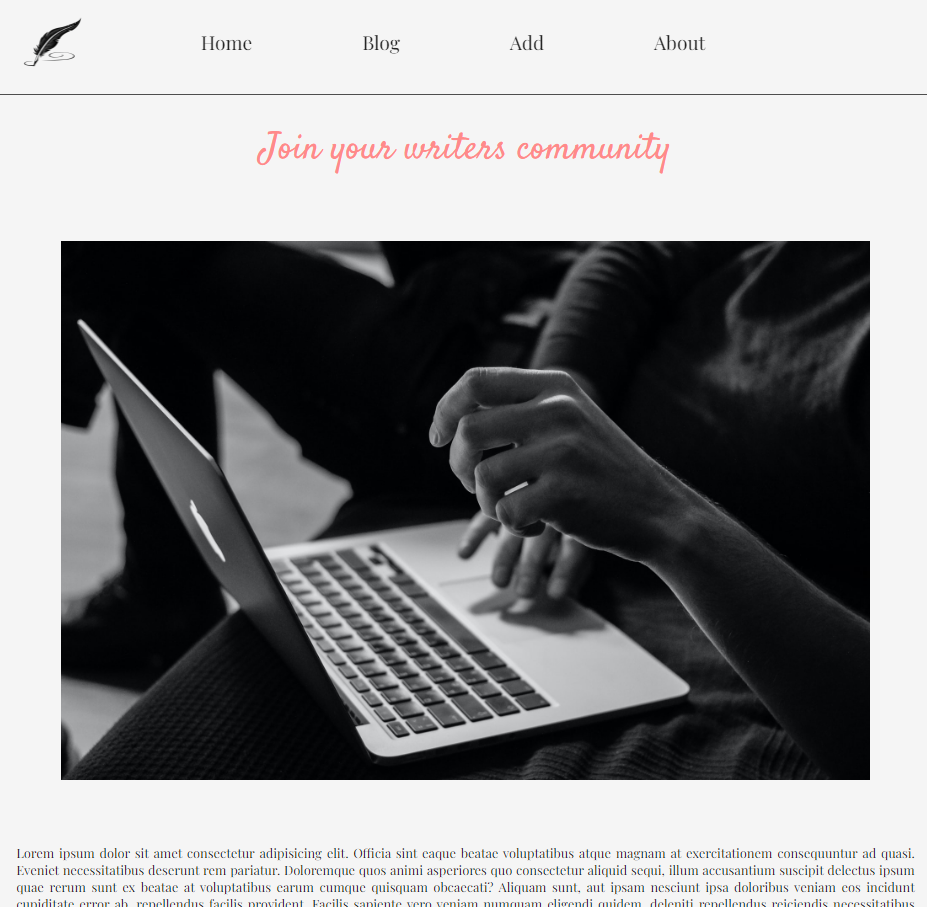 Home Blog Add About
Join your writers community
Lorem ipsum dolor sit amet consectetur adipisicing elit. Officia sint eaque beatae voluptatibus atque magnam at exercitationem consequuntur ad quasi.
Eveniet necessitatibus deserunt rem pariatur. Doloremque quos animi asperiores quo consectetur aliquid sequi, illum accusantium suscipit delectus ipsum
quae rerum sunt ex beatae at voluptatibus earum cumque quisquam obcaecati? Aliquam sunt, aut ipsam nesciunt ipsa doloribus veniam eos incidunt
cupiditate error ab, repellendus facilis provident. Facilis sapiente vero veniam numquam eligendi quidem, deleniti repellendus reiciendis necessitatibus